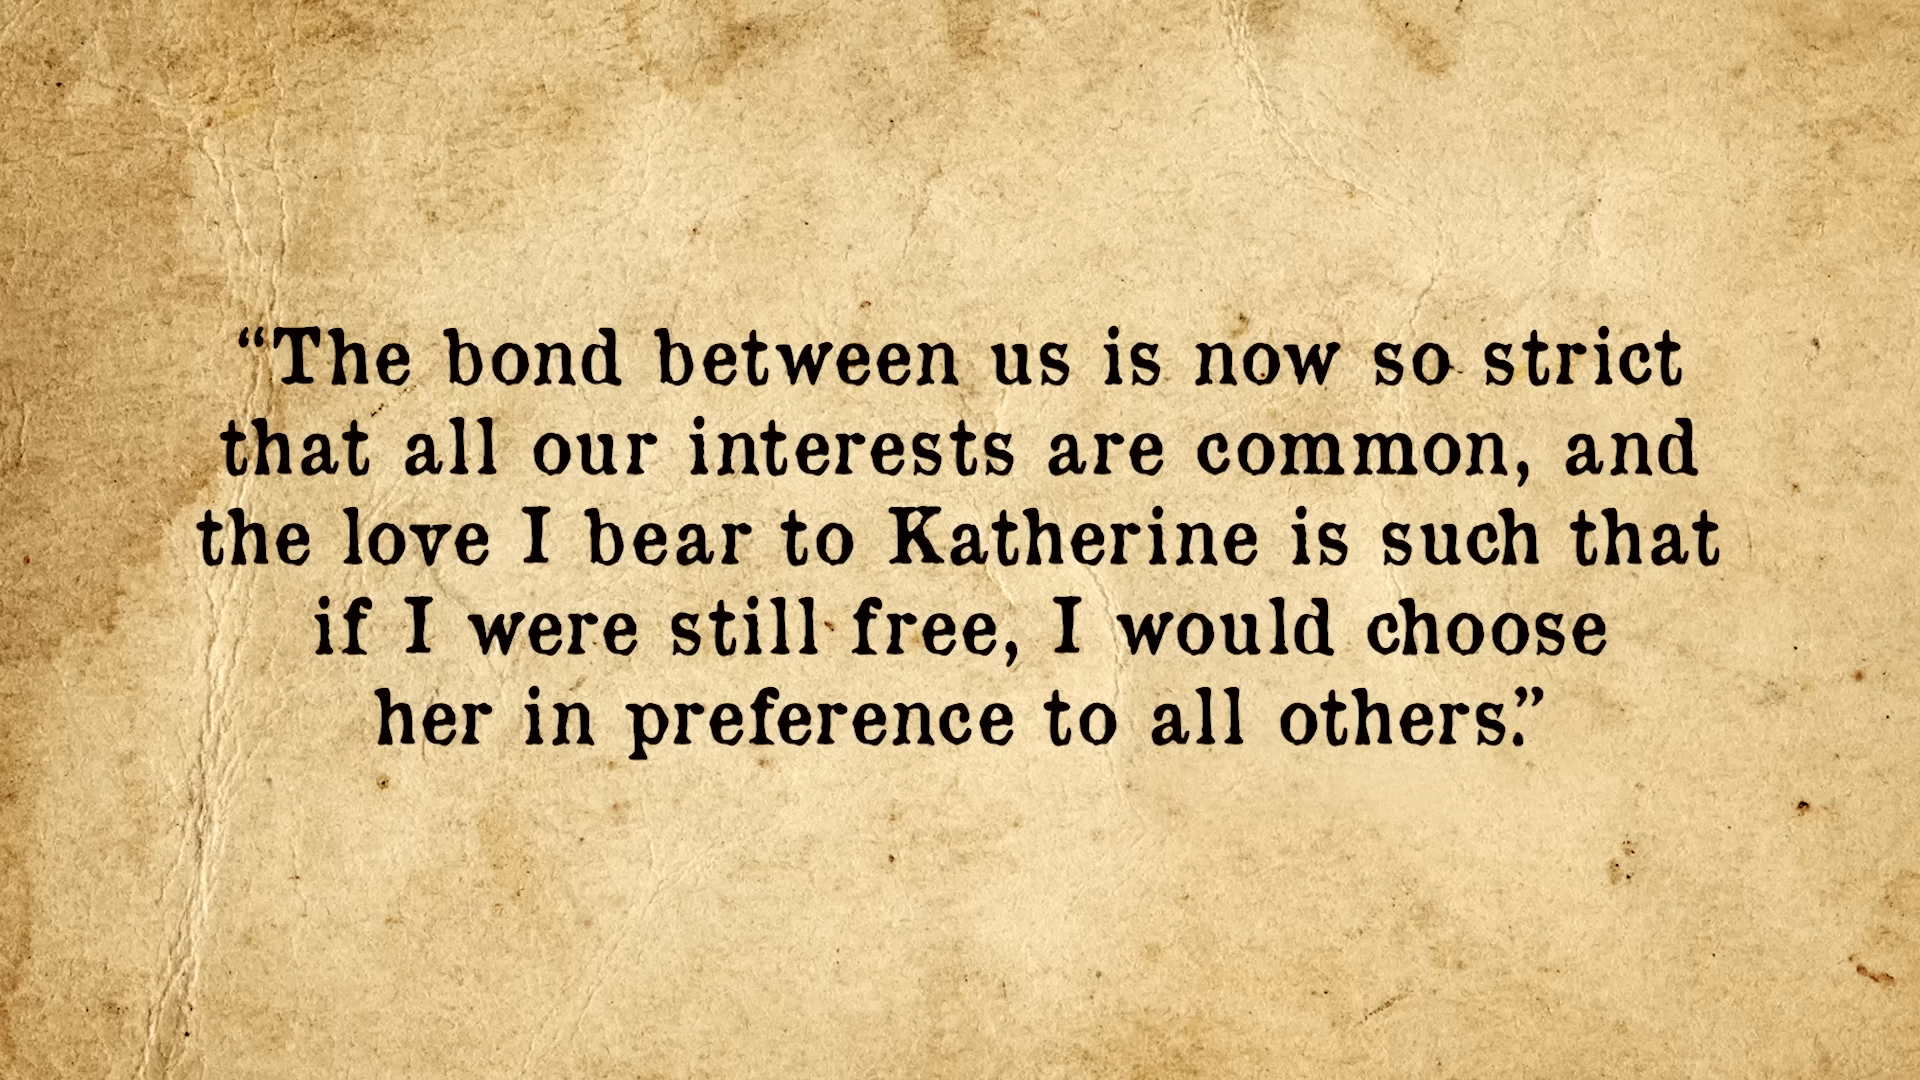 “The bond between us is now so strict
that all our interests are common, and
the love I bear to Katherine is such that
if I were still free, I would choose
her in preference to all others.”